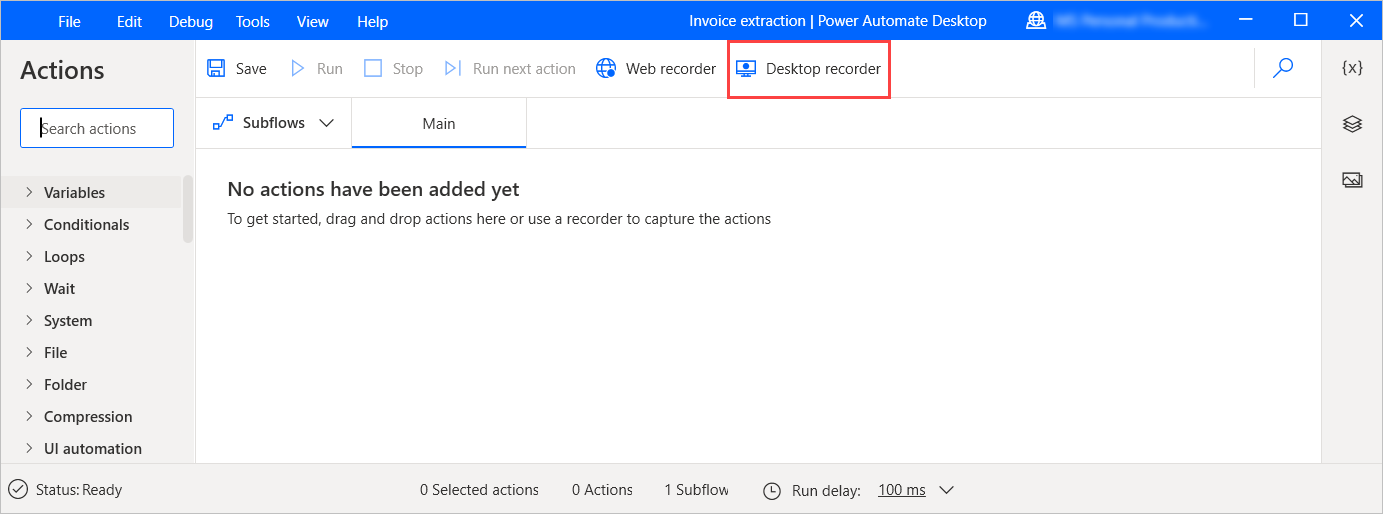 File Edit Debug Tools View Help Invoice extraction | Power Automate Desktop
Actions
Save Run Stop Run next action Web recorder Desktop recorder {x}
Search actions
Subflows Main
No actions have been added yet
To get started, drag and drop actions here or use a recorder to capture the actions
Variables
Conditionals
Loops
Wait
System
File
Folder
Compression
UI automation
Status: Ready 0 Selected actions 0 Actions 1 Subflow Run delay: 100 ms